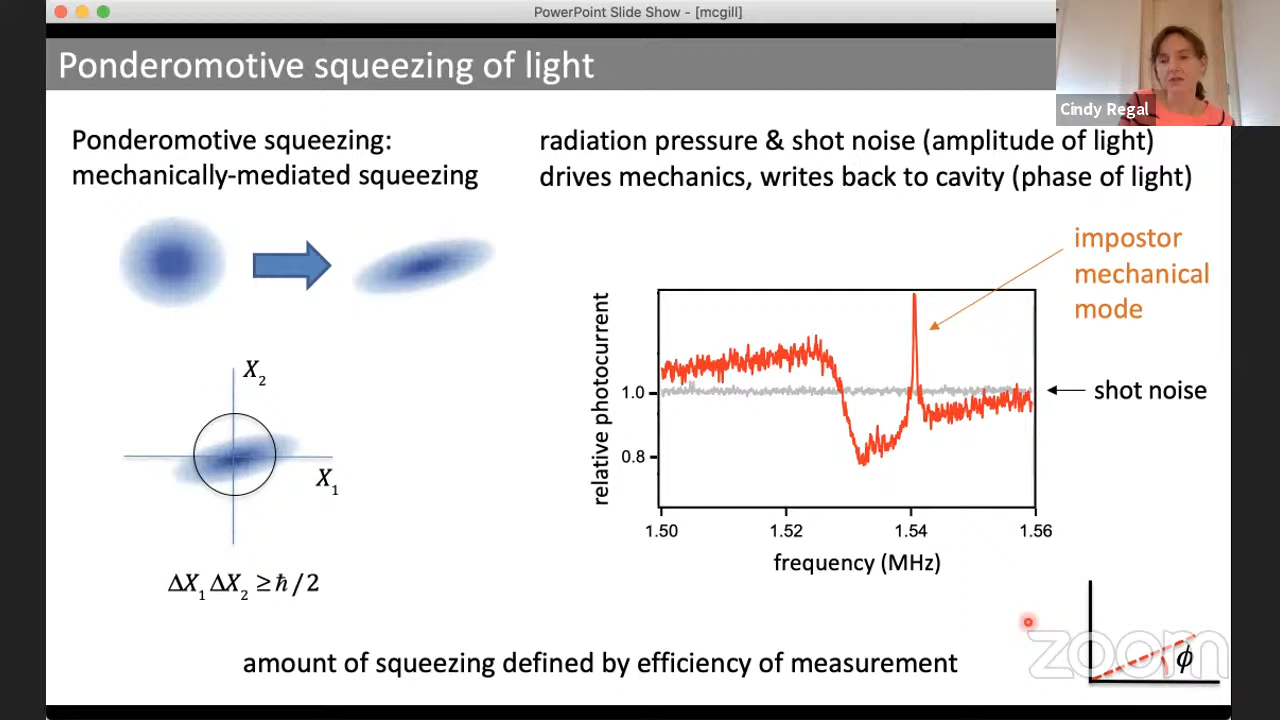 PowerPoint Slide Show - [mcgill]
Ponderomotive squeezing of light
Cindy Regal
Ponderomotive squeezing:
mechanically-mediated squeezing
radiation pressure & shot noise (amplitude of light)
drives mechanics, writes back to cavity (phase of light)
impostor
mechanical
mode
X₂
X₁
ΔX₁ ΔX₂ ≥ ħ/2
relative photocurrent
1.0
0.8
shot noise
1.50
1.52
1.54
1.56
frequency (MHz)
amount of squeezing defined by efficiency of measurement
zoom
ϕ